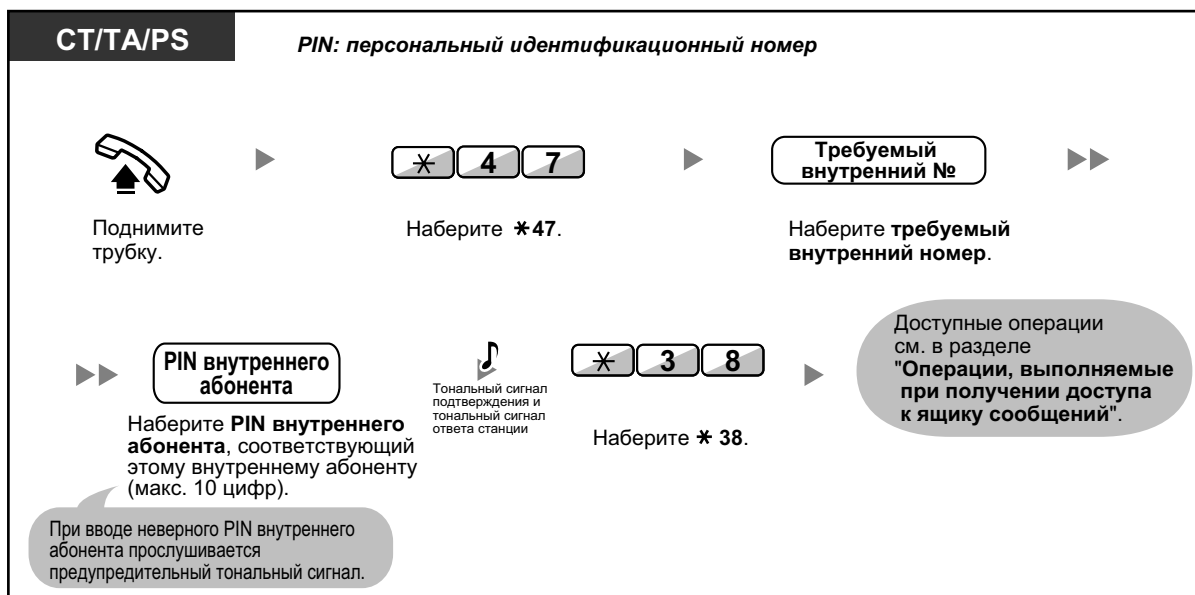 CT/TA/PS
PIN: персональный идентификационный номер
Поднимите
трубку.
* 4 7
Наберите *47.
Требуемый
внутренний №
Наберите требуемый
внутренний номер.
PIN внутреннего
абонента
Наберите PIN внутреннего
абонента, соответствующий
этому внутреннему абоненту
(макс. 10 цифр).
При вводе неверного PIN внутреннего
абонента прослушивается
предупредительный тональный сигнал.
Тональный сигнал
подтверждения и
тональный сигнал
ответа станции
* 3 8
Наберите * 38.
Доступные операции
см. в разделе
"Операции, выполняемые
при получении доступа
к ящику сообщений".